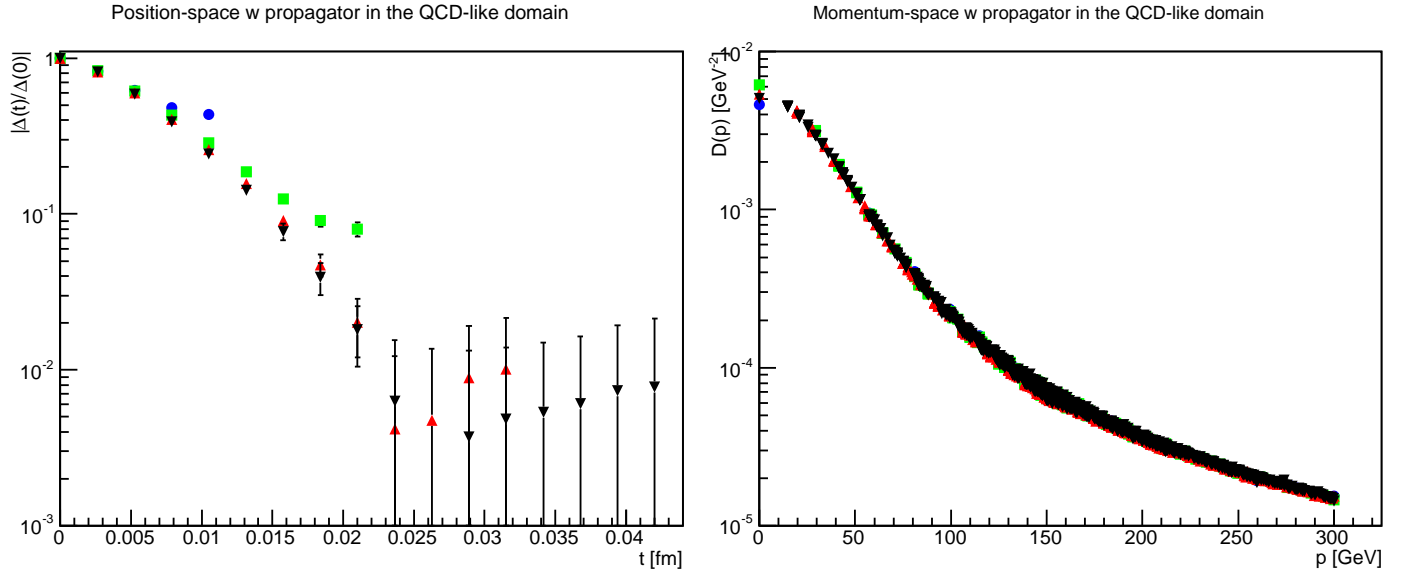 Position-space w propagator in the QCD-like domain
|Δ(t)/Δ(0)|
1
10^-1
10^-2
10^-3
0 0.005 0.01 0.015 0.02 0.025 0.03 0.035 0.04
t [fm]
Momentum-space w propagator in the QCD-like domain
D(p) [GeV^-2]
10^-2
10^-3
10^-4
10^-5
0 50 100 150 200 250 300
p [GeV]